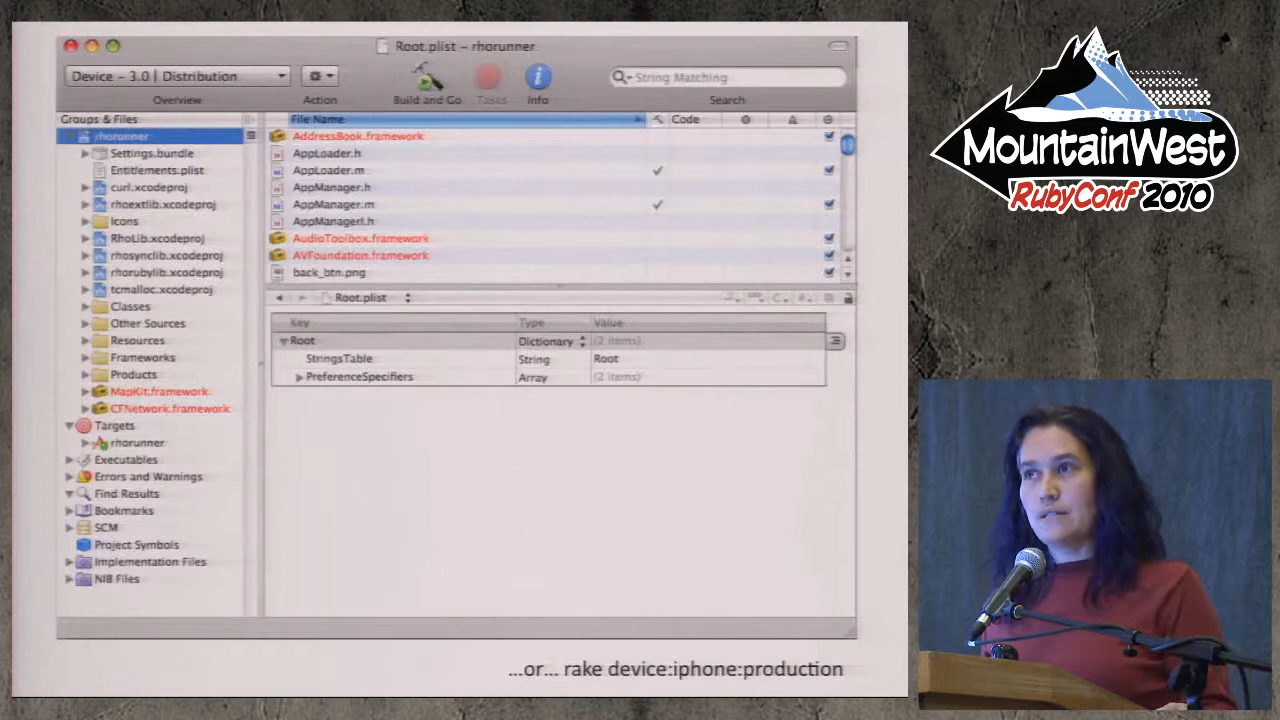 Root.plist – rhorunner
Device – 3.0 | Distribution
String Matching
Overview
Action
Build and Go
Tasks
Info
Search
Groups & Files
rhorunner
Settings.bundle
Entitlements.plist
curl.xcodeproj
rhoextlib.xcodeproj
Icons
RhoLib.xcodeproj
rhosynclib.xcodeproj
rhorubylib.xcodeproj
tcmalloc.xcodeproj
Classes
Other Sources
Resources
Frameworks
Products
MapKit.framework
CFNetwork.framework
Targets
rhorunner
Executables
Errors and Warnings
Find Results
Bookmarks
SCM
Project Symbols
Implementation Files
NIB Files
File Name
Code
AddressBook.framework
AppLoader.h
AppLoader.m
AppManager.h
AppManager.m
AppManagerI.h
AudioToolbox.framework
AVFoundation.framework
back_btn.png
Root.plist
Key Type Value
Root Dictionary (2 items)
StringsTable String Root
PreferenceSpecifiers Array (2 items)
...or... rake device:iphone:production
MountainWest
RubyConf 2010